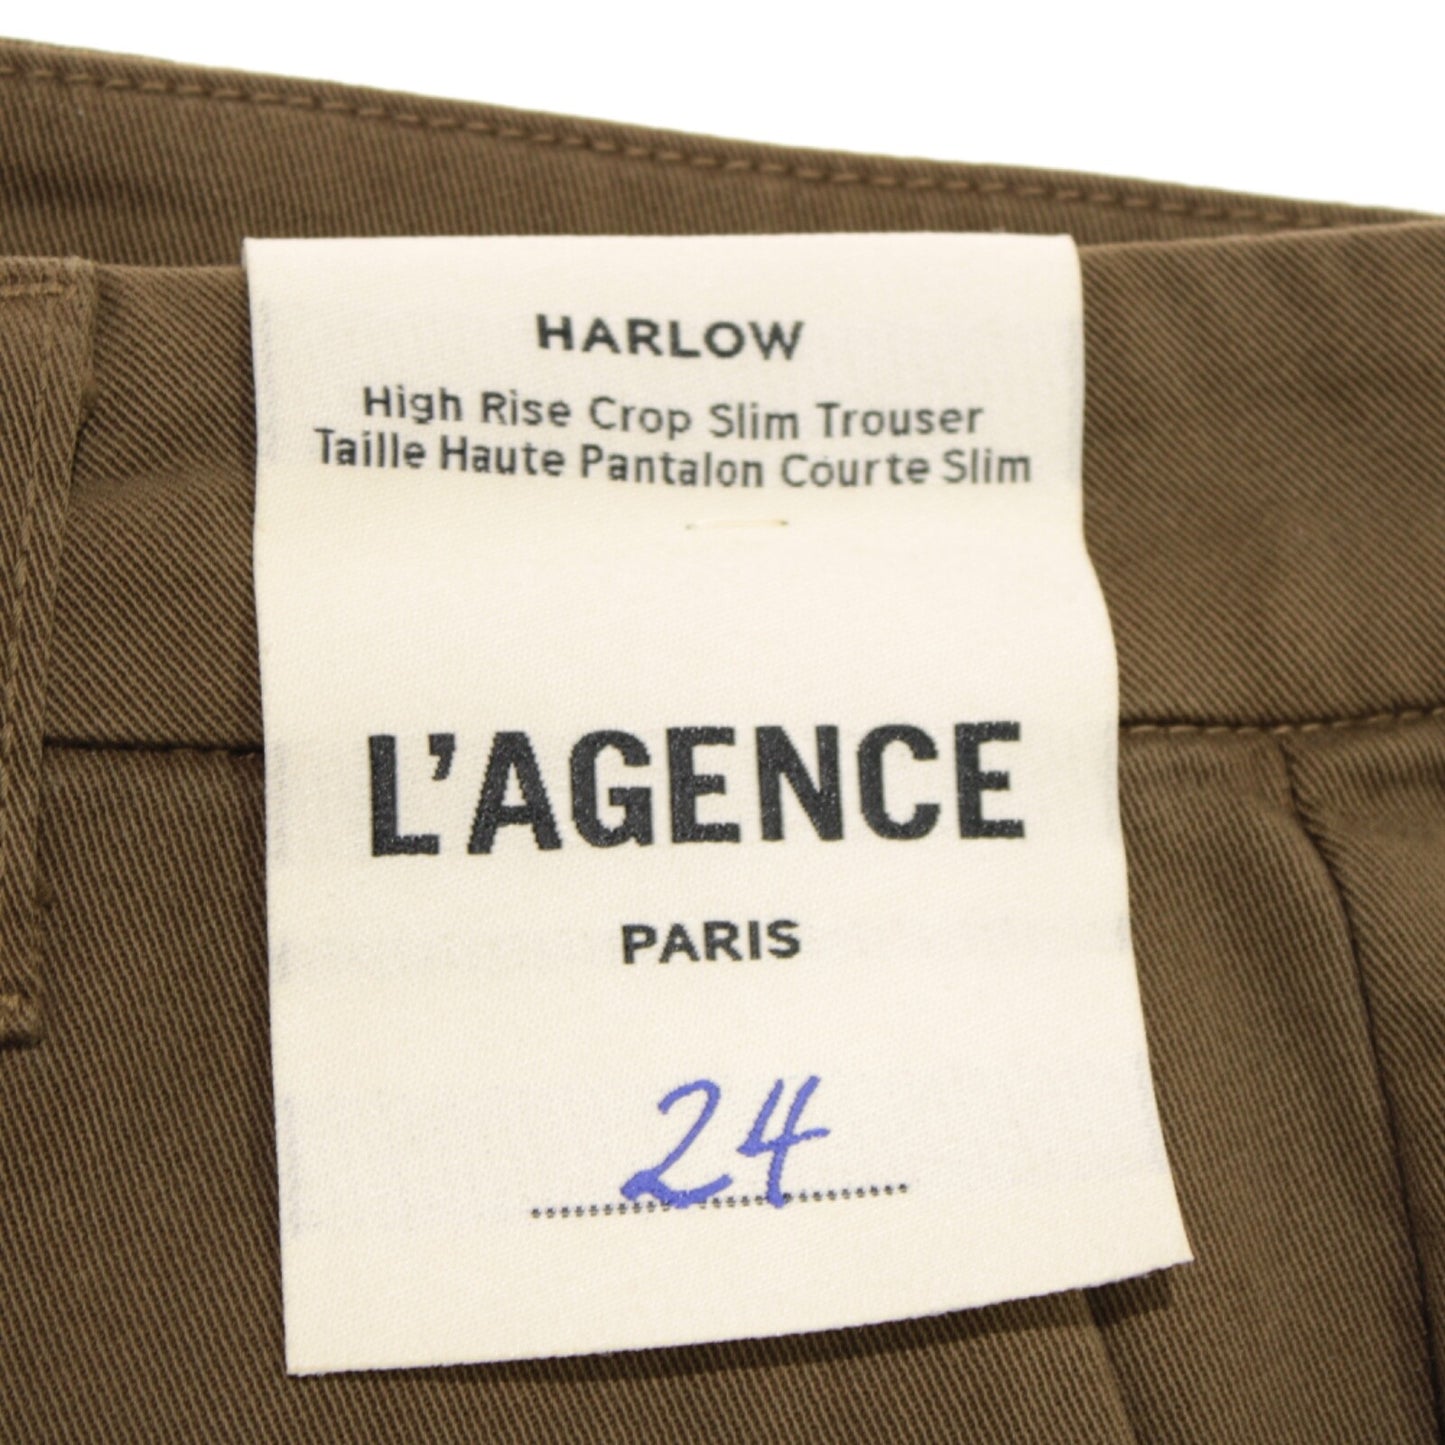 HARLOW
High Rise Crop Slim Trouser
Taille Haute Pantalon Courte Slim
L'AGENCE
PARIS
24